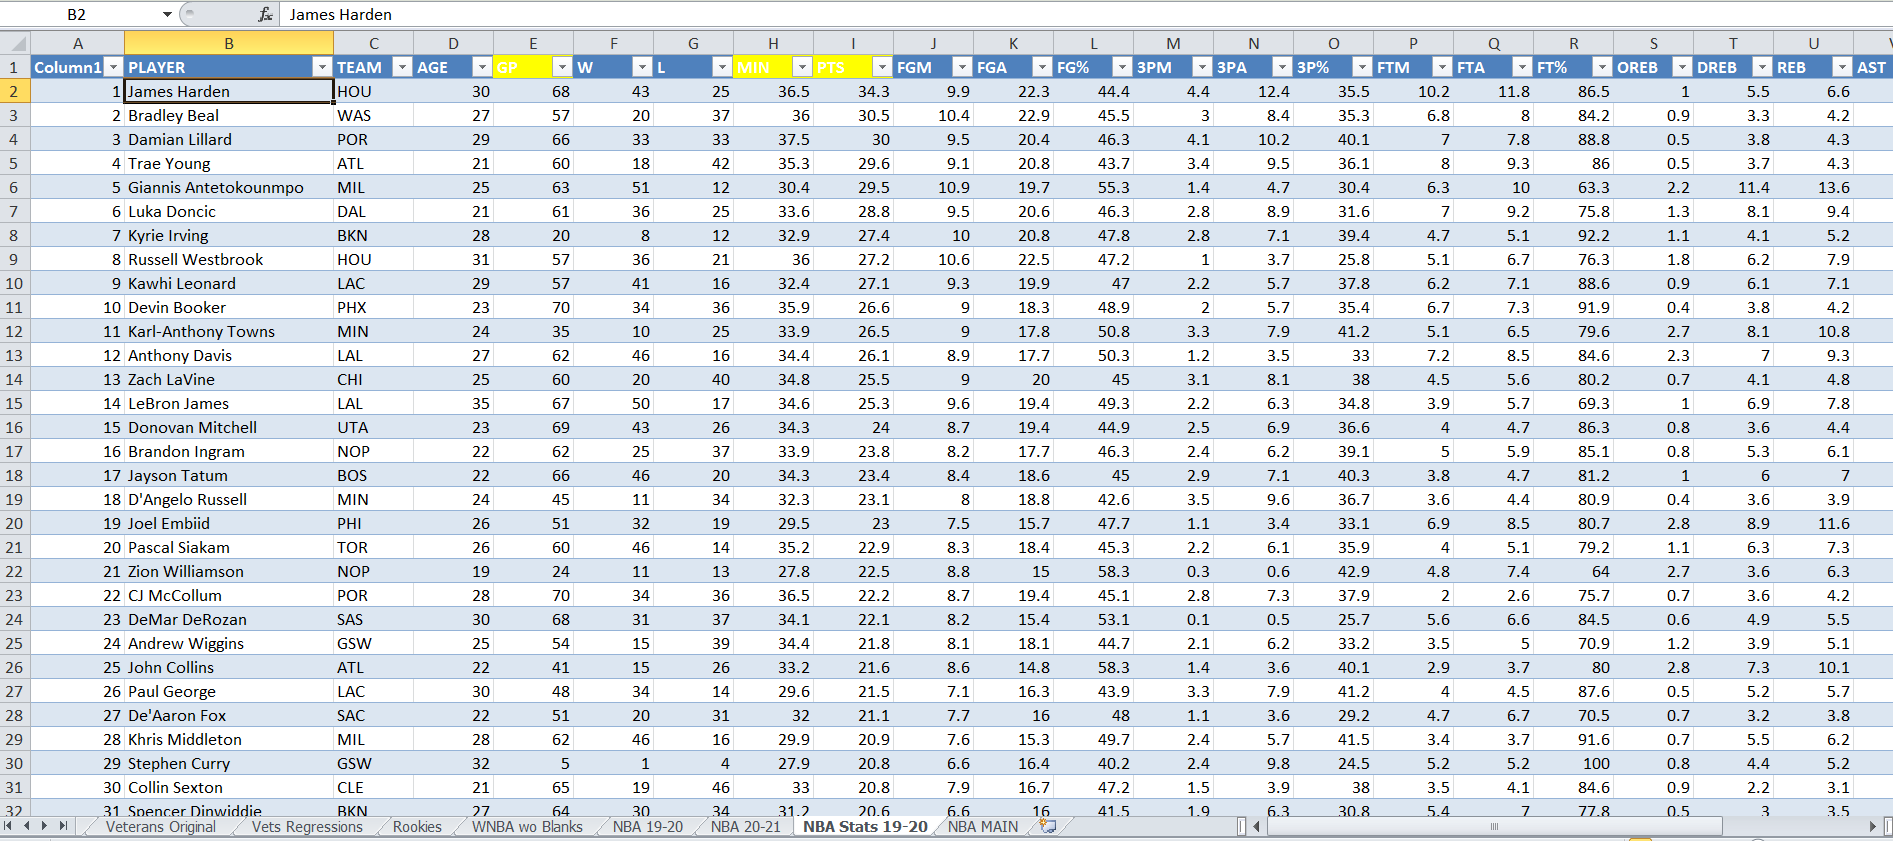 B2 fx James Harden
A B C D E F G H I J K L M N O P Q R S T U
1 Column1 PLAYER TEAM AGE GP W L MIN PTS FGM FGA FG% 3PM 3PA 3P% FTM FTA FT% OREB DREB REB AST
2 1 James Harden HOU 30 68 43 25 36.5 34.3 9.9 22.3 44.4 4.4 12.4 35.5 10.2 11.8 86.5 1 5.5 6.6
3 2 Bradley Beal WAS 27 57 20 37 36 30.5 10.4 22.9 45.5 3 8.4 35.3 6.8 8 84.2 0.9 3.3 4.2
4 3 Damian Lillard POR 29 66 33 33 37.5 30 9.5 20.4 46.3 4.1 10.2 40.1 7 7.8 88.8 0.5 3.8 4.3
5 4 Trae Young ATL 21 60 18 42 35.3 29.6 9.1 20.8 43.7 3.4 9.5 36.1 8 9.3 86 0.5 3.7 4.3
6 5 Giannis Antetokounmpo MIL 25 63 51 12 30.4 29.5 10.9 19.7 55.3 1.4 4.7 30.4 6.3 10 63.3 2.2 11.4 13.6
7 6 Luka Doncic DAL 21 61 36 25 33.6 28.8 9.5 20.6 46.3 2.8 8.9 31.6 7 9.2 75.8 1.3 8.1 9.4
8 7 Kyrie Irving BKN 28 20 8 12 32.9 27.4 10 20.8 47.8 2.8 7.1 39.4 4.7 5.1 92.2 1.1 4.1 5.2
9 8 Russell Westbrook HOU 31 57 36 21 36 27.2 10.6 22.5 47.2 1 3.7 25.8 5.1 6.7 76.3 1.8 6.2 7.9
10 9 Kawhi Leonard LAC 29 57 41 16 32.4 27.1 9.3 19.9 47 2.2 5.7 37.8 6.2 7.1 88.6 0.9 6.1 7.1
11 10 Devin Booker PHX 23 70 34 36 35.9 26.6 9 18.3 48.9 2 5.7 35.4 6.7 7.3 91.9 0.4 3.8 4.2
12 11 Karl-Anthony Towns MIN 24 35 10 25 33.9 26.5 9 17.8 50.8 3.3 7.9 41.2 5.1 6.5 79.6 2.7 8.1 10.8
13 12 Anthony Davis LAL 27 62 46 16 34.4 26.1 8.9 17.7 50.3 1.2 3.5 33 7.2 8.5 84.6 2.3 7 9.3
14 13 Zach LaVine CHI 25 60 20 40 34.8 25.5 9 20 45 3.1 8.1 38 4.5 5.6 80.2 0.7 4.1 4.8
15 14 LeBron James LAL 35 67 50 17 34.6 25.3 9.6 19.4 49.3 2.2 6.3 34.8 3.9 5.7 69.3 1 6.9 7.8
16 15 Donovan Mitchell UTA 23 69 43 26 34.3 24 8.7 19.4 44.9 2.5 6.9 36.6 4 4.7 86.3 0.8 3.6 4.4
17 16 Brandon Ingram NOP 22 62 25 37 33.9 23.8 8.2 17.7 46.3 2.4 6.2 39.1 5 5.9 85.1 0.8 5.3 6.1
18 17 Jayson Tatum BOS 22 66 46 20 34.3 23.4 8.4 18.6 45 2.9 7.1 40.3 3.8 4.7 81.2 1 6 7
19 18 D'Angelo Russell MIN 24 45 11 34 32.3 23.1 8 18.8 42.6 3.5 9.6 36.7 3.6 4.4 80.9 0.4 3.6 3.9
20 19 Joel Embiid PHI 26 51 32 19 29.5 23 7.5 15.7 47.7 1.1 3.4 33.1 6.9 8.5 80.7 2.8 8.9 11.6
21 20 Pascal Siakam TOR 26 60 46 14 35.2 22.9 8.3 18.4 45.3 2.2 6.1 35.9 4 5.1 79.2 1.1 6.3 7.3
22 21 Zion Williamson NOP 19 24 11 13 27.8 22.5 8.8 15 58.3 0.3 0.6 42.9 4.8 7.4 64 2.7 3.6 6.3
23 22 CJ McCollum POR 28 70 34 36 36.5 22.2 8.7 19.4 45.1 2.8 7.3 37.9 2 2.6 75.7 0.7 3.6 4.2
24 23 DeMar DeRozan SAS 30 68 31 37 34.1 22.1 8.2 15.4 53.1 0.1 0.5 25.7 5.6 6.6 84.5 0.6 4.9 5.5
25 24 Andrew Wiggins GSW 25 54 15 39 34.4 21.8 8.1 18.1 44.7 2.1 6.2 33.2 3.5 5 70.9 1.2 3.9 5.1
26 25 John Collins ATL 22 41 15 26 33.2 21.6 8.6 14.8 58.3 1.4 3.6 40.1 2.9 3.7 80 2.8 7.3 10.1
27 26 Paul George LAC 30 48 34 14 29.6 21.5 7.1 16.3 43.9 3.3 7.9 41.2 4 4.5 87.6 0.5 5.2 5.7
28 27 De'Aaron Fox SAC 22 51 20 31 32 21.1 7.7 16 48 1.1 3.6 29.2 4.7 6.7 70.5 0.7 3.2 3.8
29 28 Khris Middleton MIL 28 62 46 16 29.9 20.9 7.6 15.3 49.7 2.4 5.7 41.5 3.4 3.7 91.6 0.7 5.5 6.2
30 29 Stephen Curry GSW 32 5 1 4 27.9 20.8 6.6 16.4 40.2 2.4 9.8 24.5 5.2 5.2 100 0.8 4.4 5.2
31 30 Collin Sexton CLE 21 65 19 46 33 20.8 7.9 16.7 47.2 1.5 3.9 38 3.5 4.1 84.6 0.9 2.2 3.1
32 31 Spencer Dinwiddie BKN 27 64 30 34 31.2 20.6 6.6 16 41.5 1.9 6.3 30.8 5.4 7 77.8 0.5 3 3.5
Veterans Original Vets Regressions Rookies WNBA wo Blanks NBA 19-20 NBA 20-21 NBA Stats 19-20 NBA MAIN